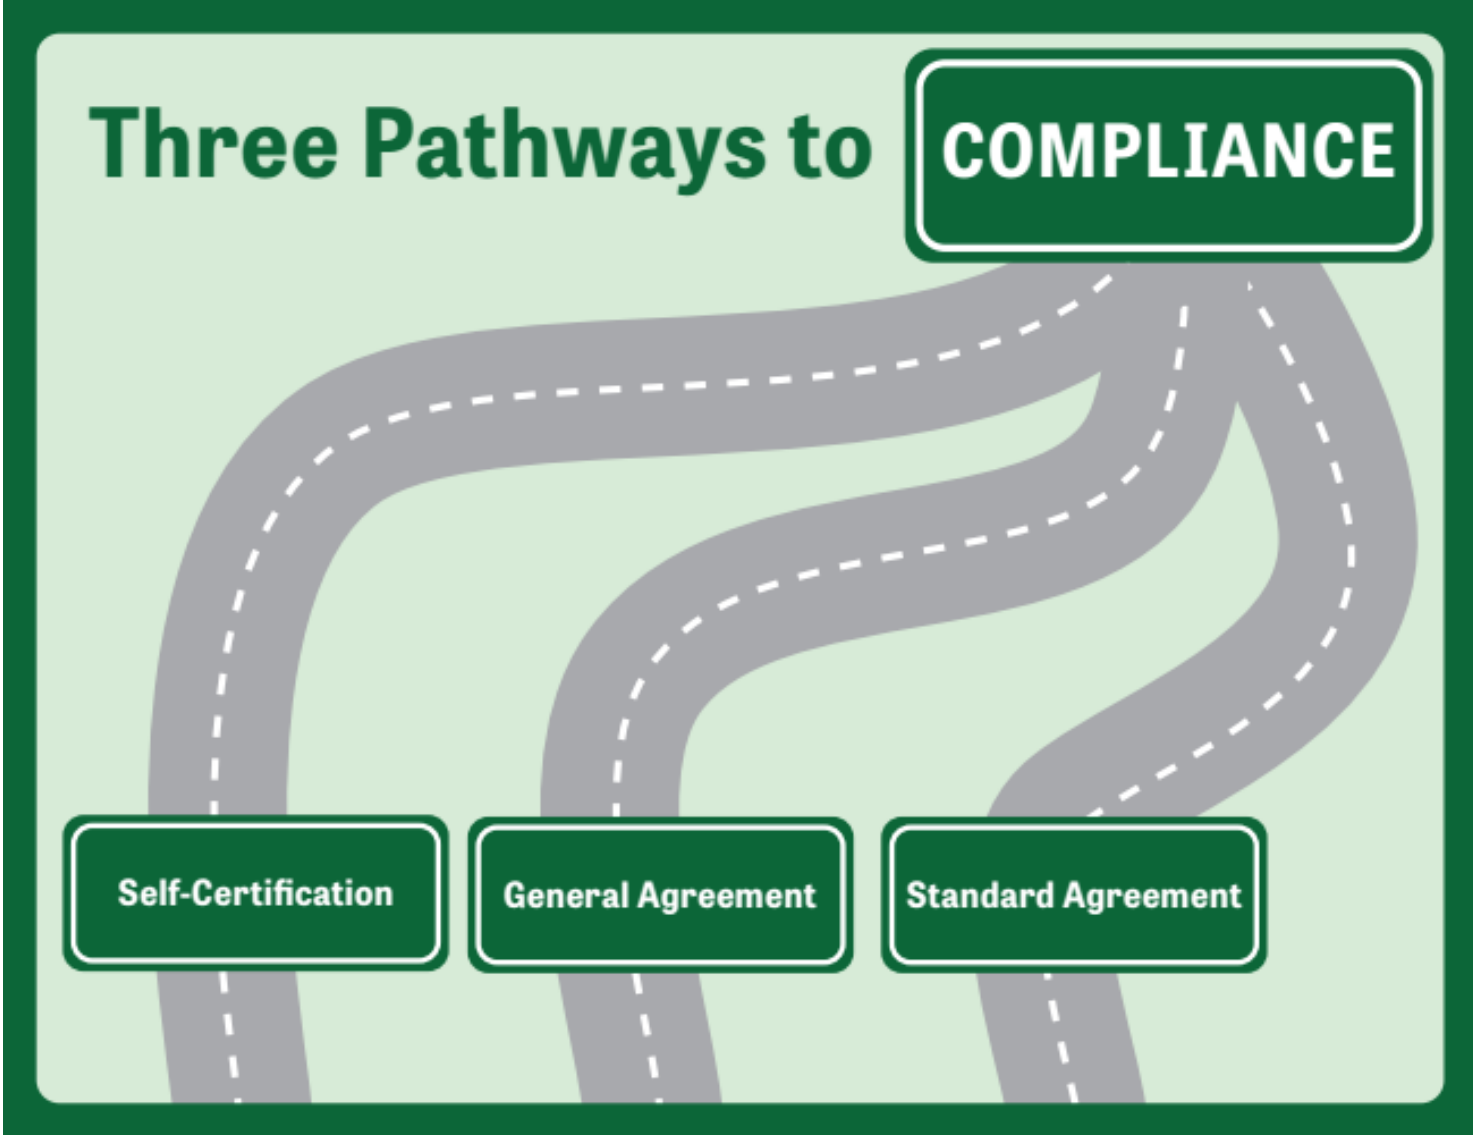 Three Pathways to COMPLIANCE
Self-Certification
General Agreement
Standard Agreement